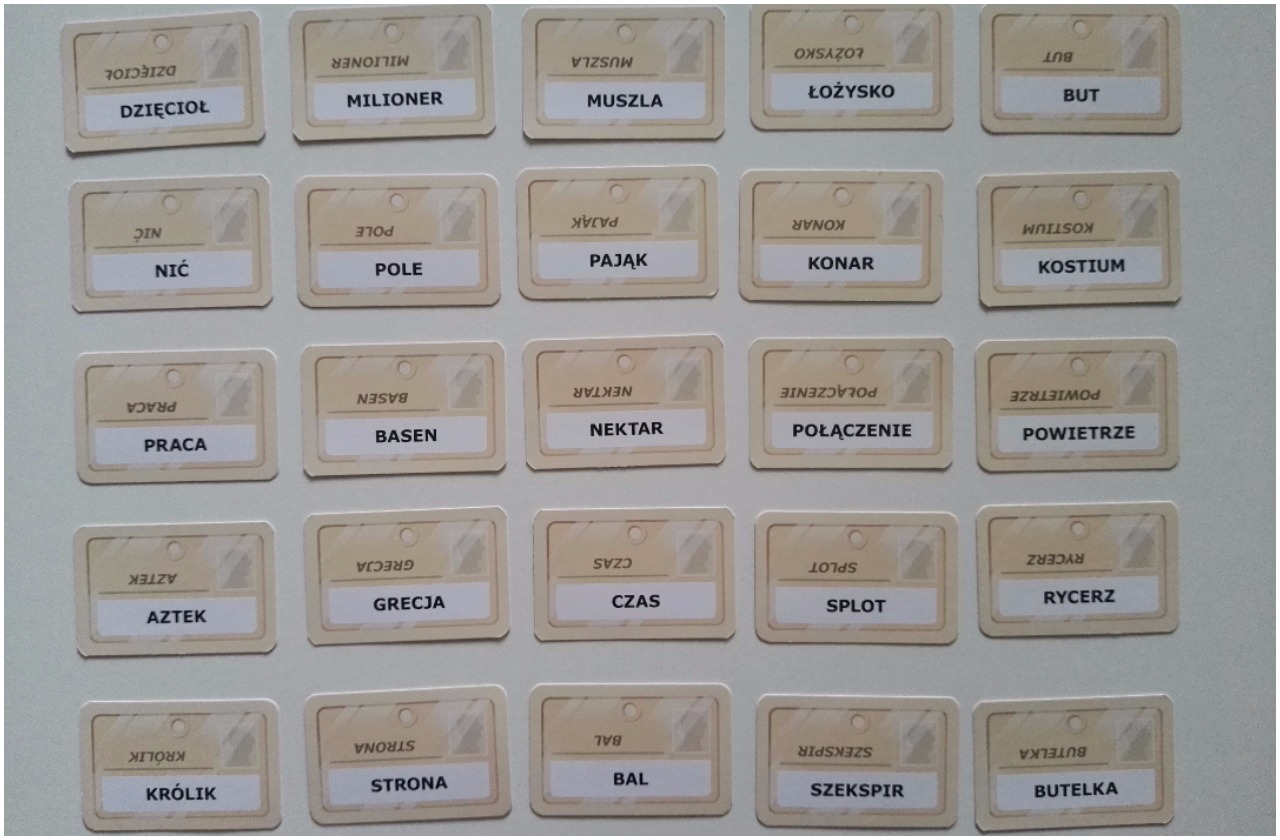 DZIĘCIOŁ MILIONER MUSZLA ŁOŻYSKO BUT
DZIĘCIOŁ MILIONER MUSZLA ŁOŻYSKO BUT
NIĆ POLE PAJĄK KONAR KOSTIUM
NIĆ POLE PAJĄK KONAR KOSTIUM
PRACA BASEN NEKTAR POŁĄCZENIE POWIETRZE
PRACA BASEN NEKTAR POŁĄCZENIE POWIETRZE
AZTEK GRECJA CZAS SPLOT RYCERZ
AZTEK GRECJA CZAS SPLOT RYCERZ
KRÓLIK STRONA BAL SZEKSPIR BUTELKA
KRÓLIK STRONA BAL SZEKSPIR BUTELKA